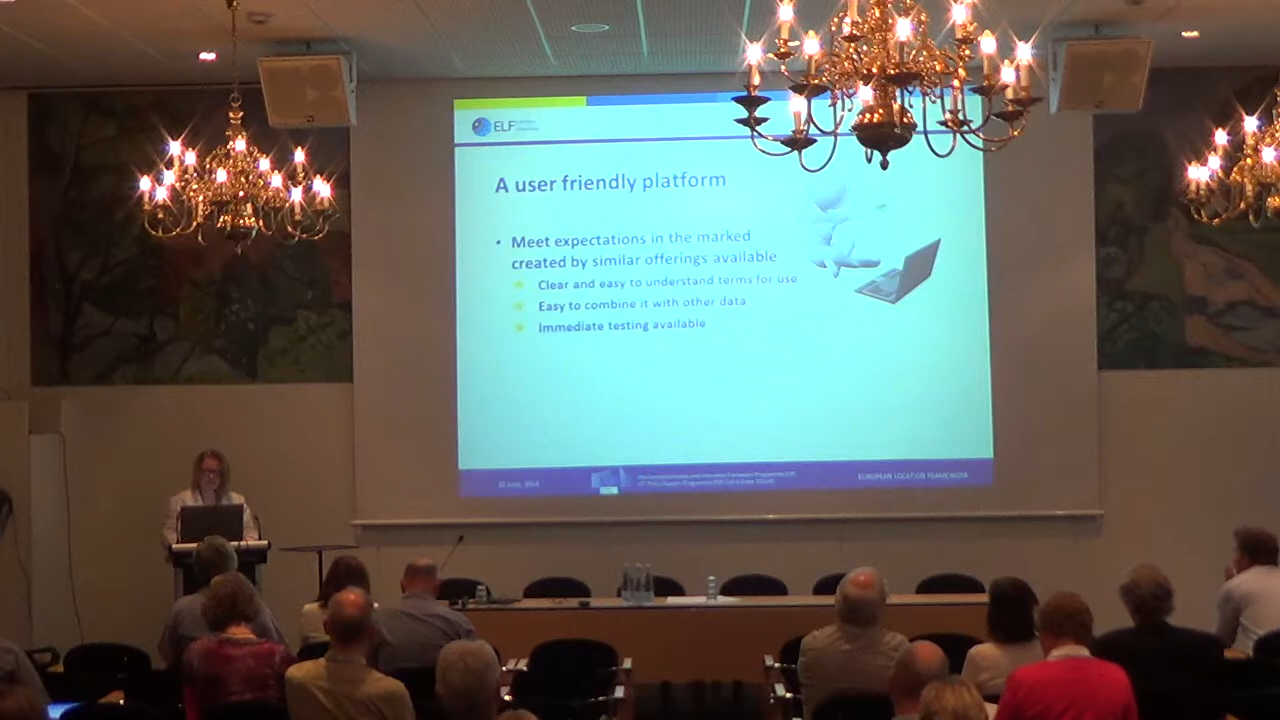 ELF
A user friendly platform
• Meet expectations in the marked
created by similar offerings available
Clear and easy to understand terms for use
Easy to combine it with other data
Immediate testing available
EUROPEAN LOCATION FRAMEWORK